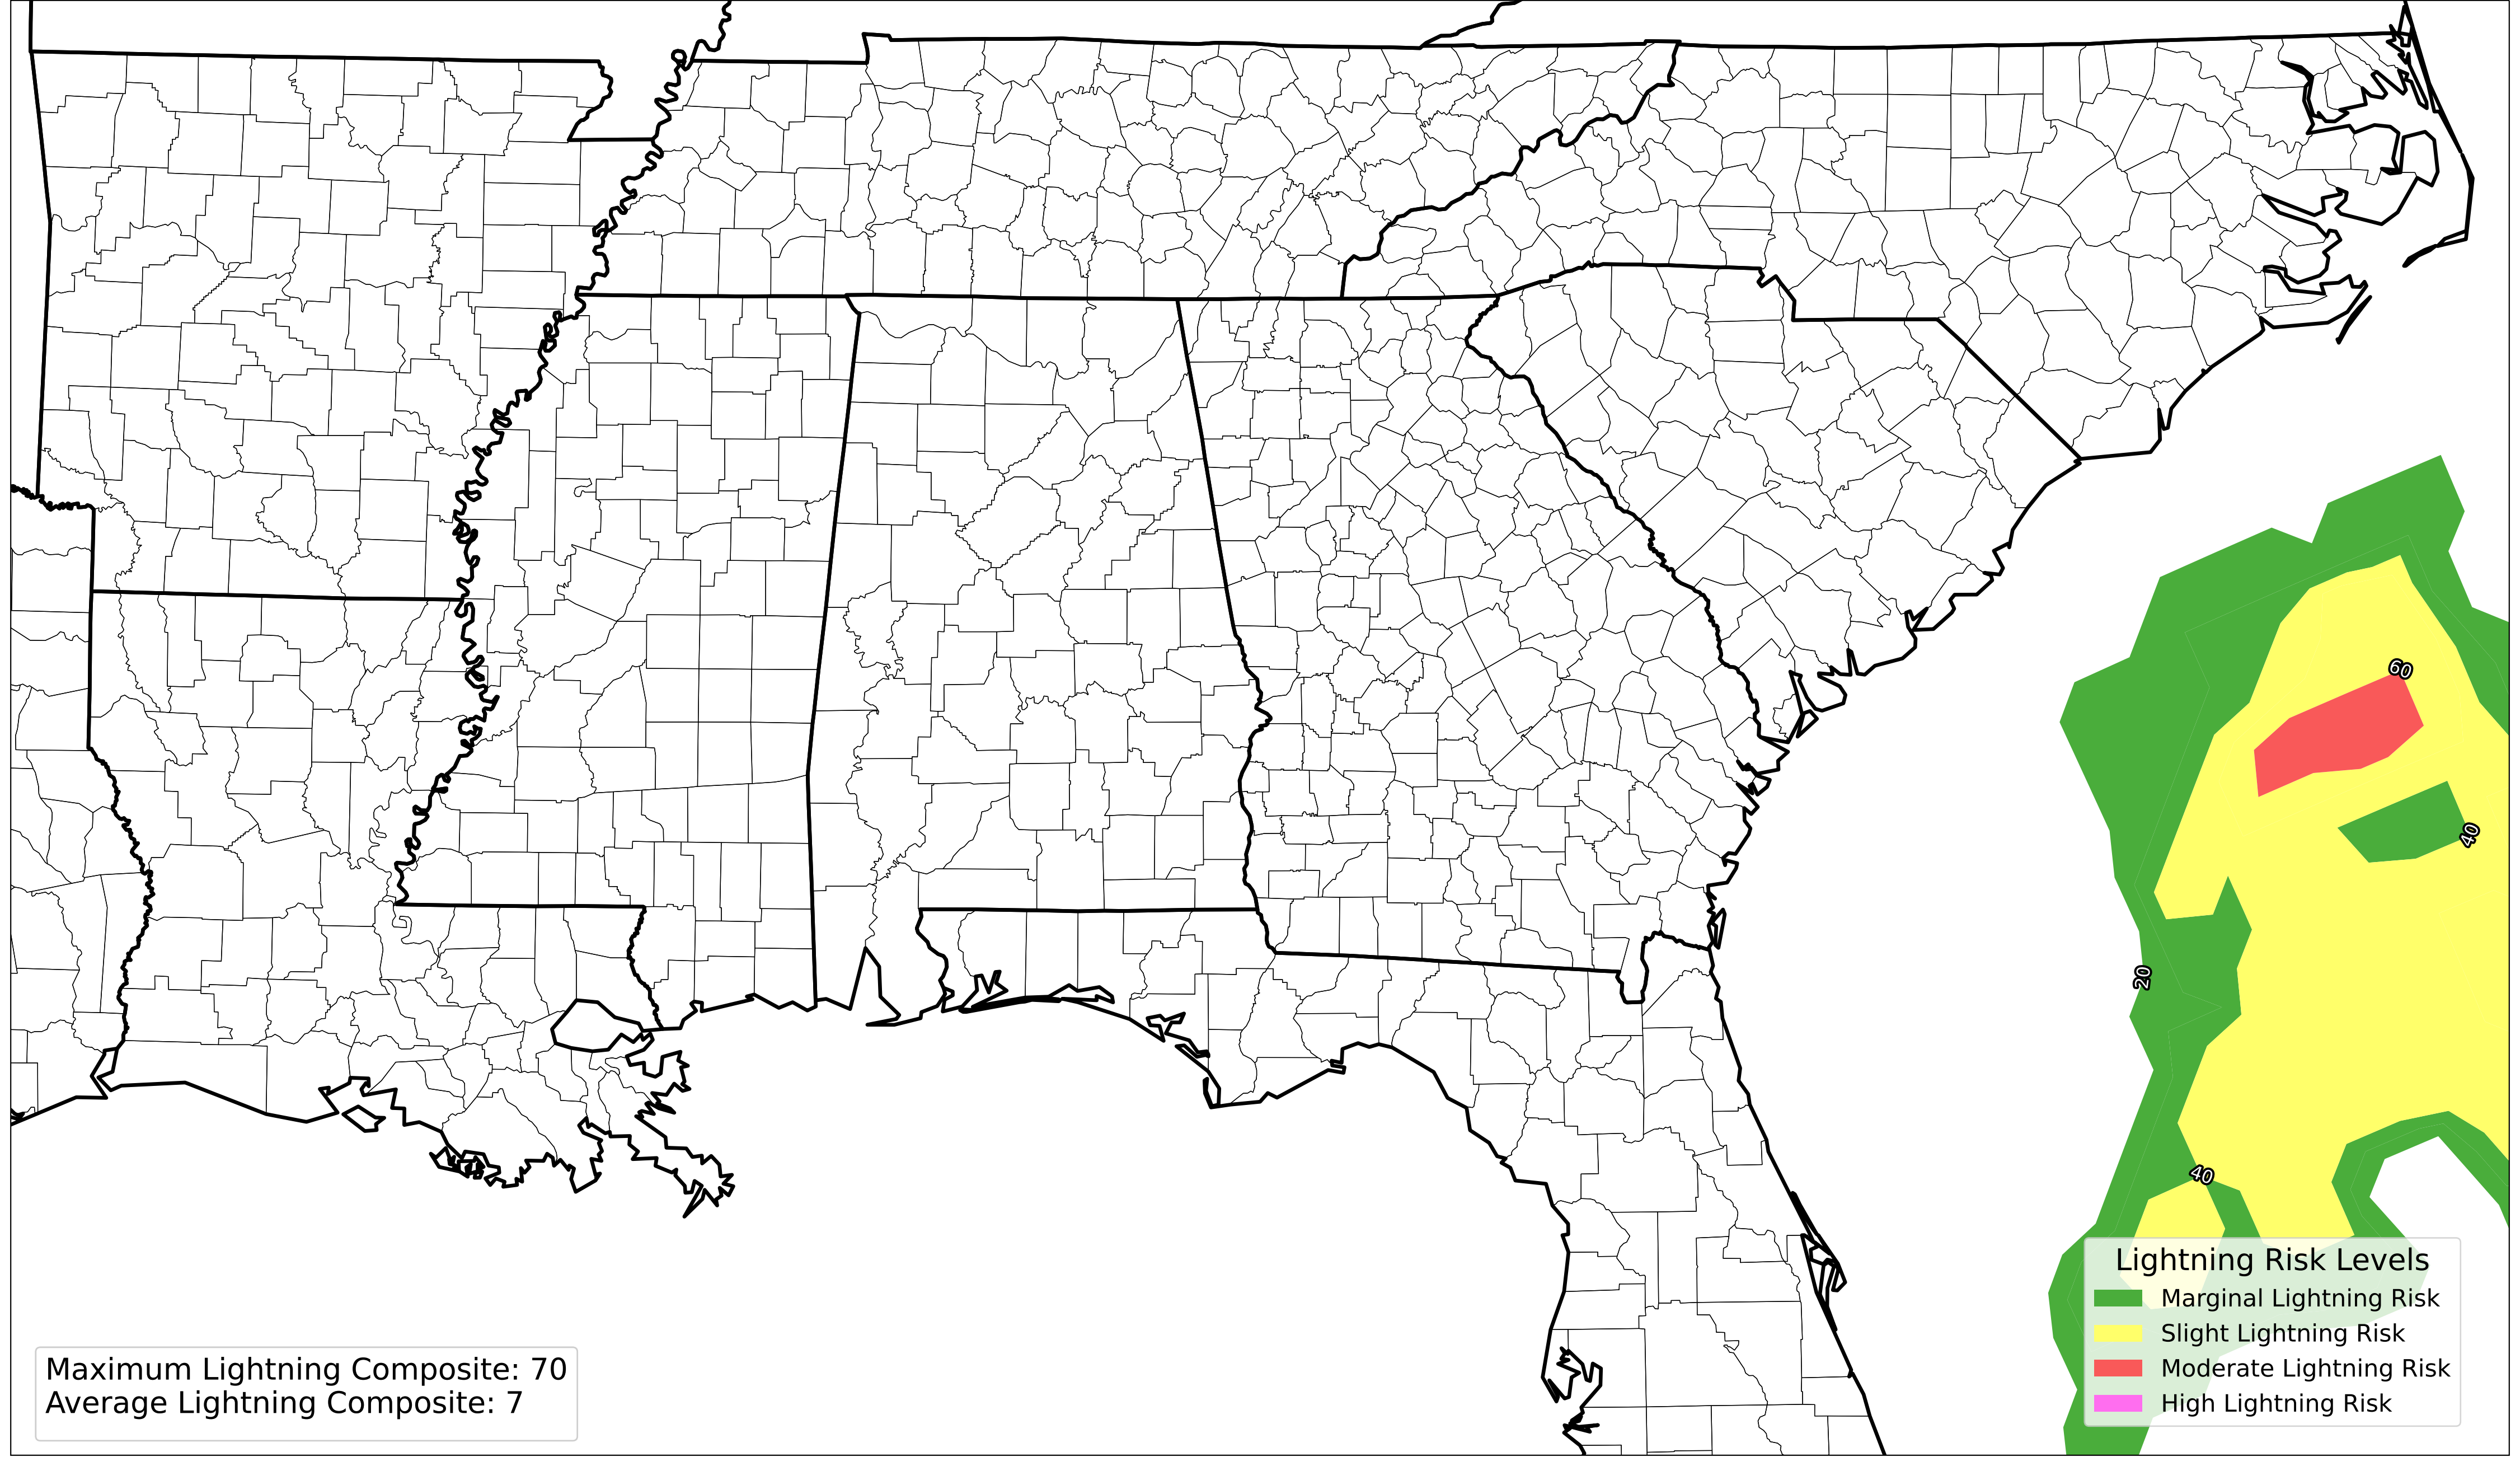 60
40
20
40
Lightning Risk Levels
Marginal Lightning Risk
Slight Lightning Risk
Moderate Lightning Risk
High Lightning Risk
Maximum Lightning Composite: 70
Average Lightning Composite: 7